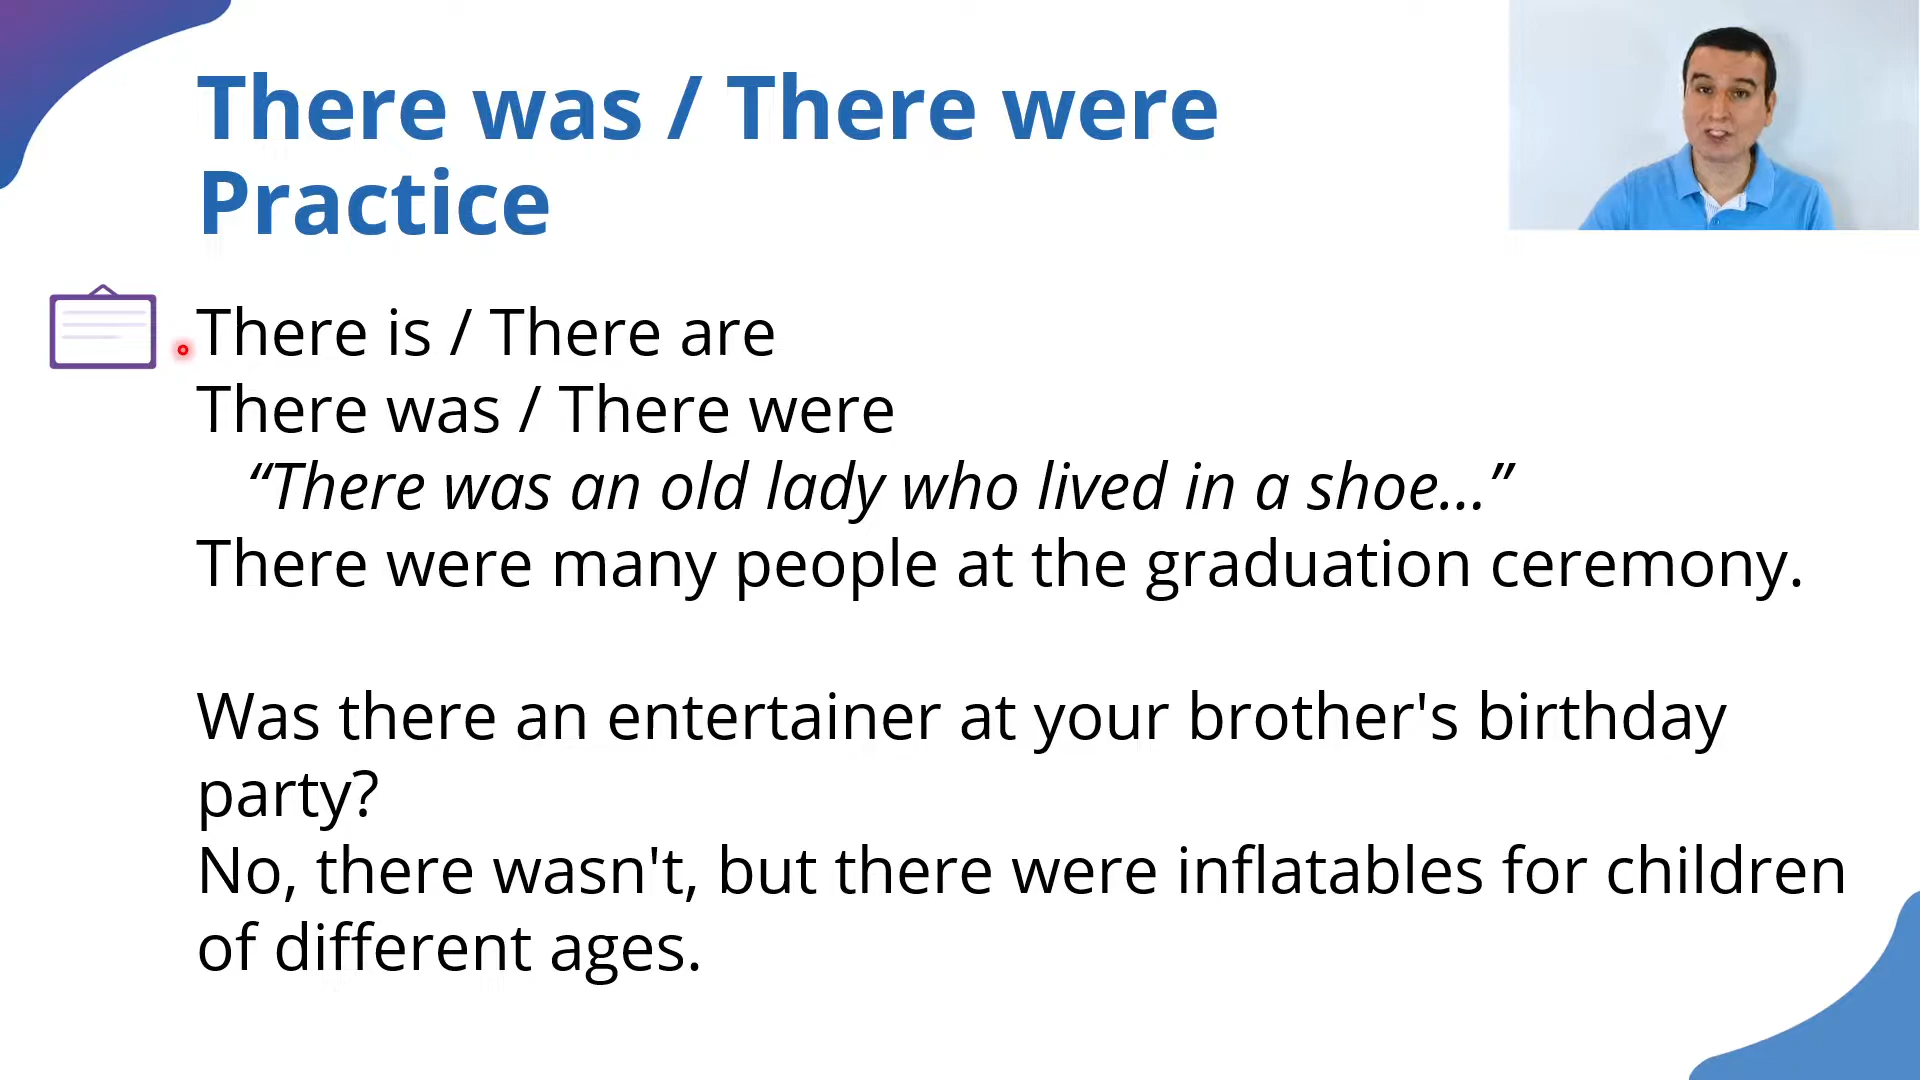 There was / There were
Practice
There is / There are
There was / There were
“There was an old lady who lived in a shoe...”
There were many people at the graduation ceremony.
Was there an entertainer at your brother's birthday
party?
No, there wasn't, but there were inflatables for children
of different ages.